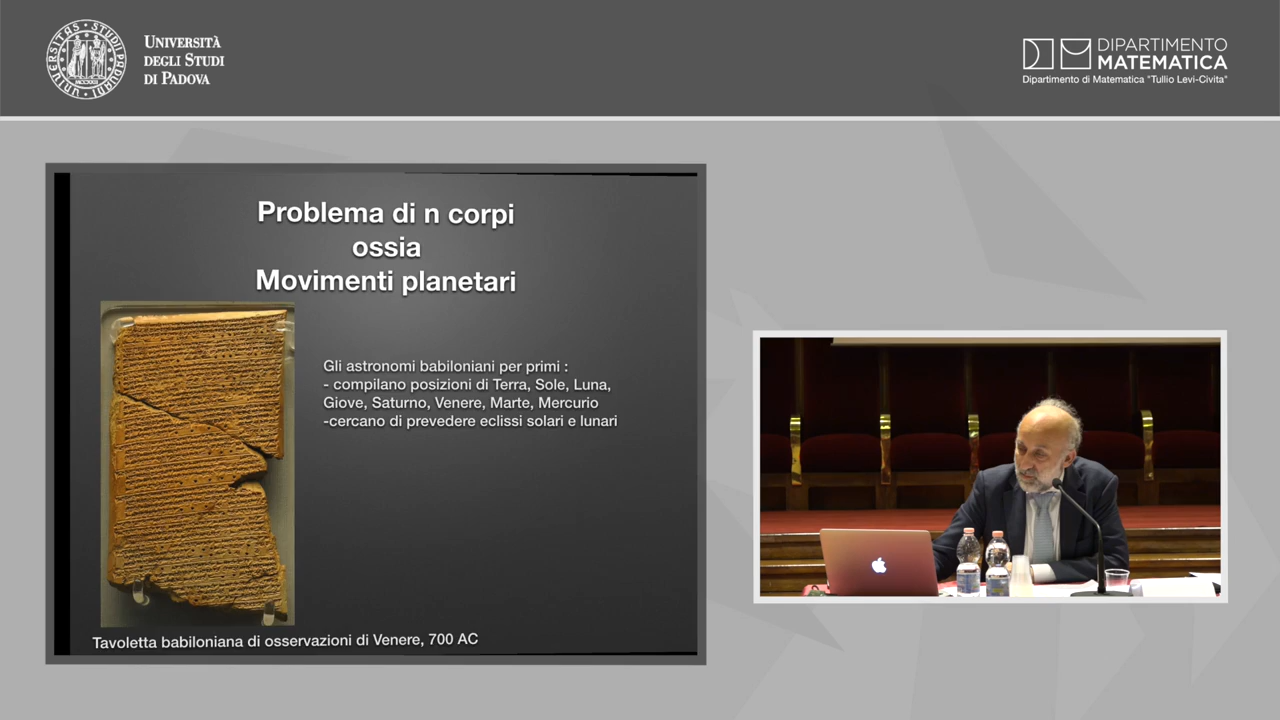 UNIVERSITÀ
DEGLI STUDI
DI PADOVA
DIPARTIMENTO
MATEMATICA
Dipartimento di Matematica "Tullio Levi-Civita"
Problema di n corpi
ossia
Movimenti planetari
Gli astronomi babiloniani per primi :
- compilano posizioni di Terra, Sole, Luna,
Giove, Saturno, Venere, Marte, Mercurio
-cercano di prevedere eclissi solari e lunari
Tavoletta babiloniana di osservazioni di Venere, 700 AC